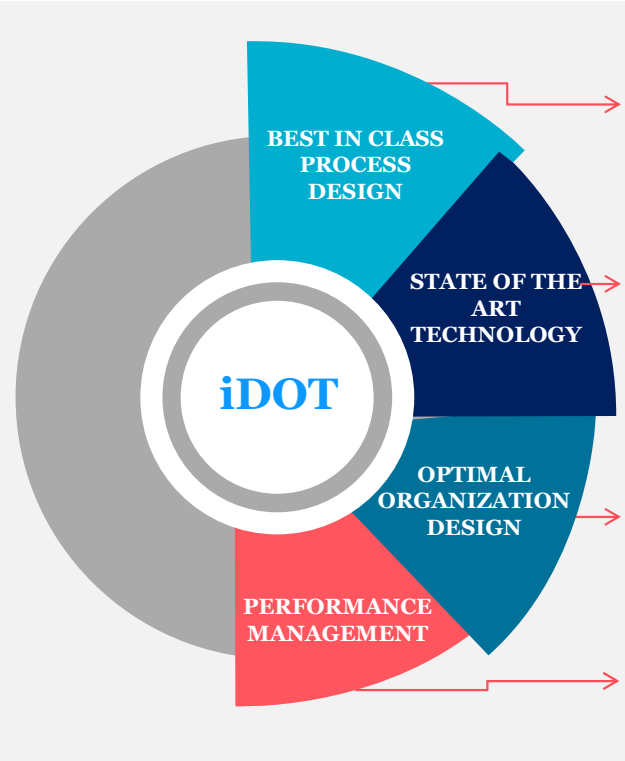 BEST IN CLASS
PROCESS
DESIGN
STATE OF THE
ART
TECHNOLOGY
iDOT
OPTIMAL
ORGANIZATION
DESIGN
PERFORMANCE
MANAGEMENT